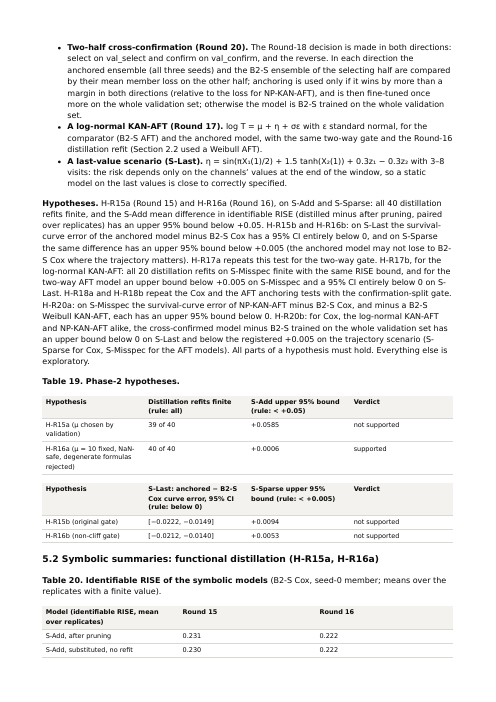 • Two-half cross-confirmation (Round 20). The Round-18 decision is made in both directions:
select on val_select and confirm on val_confirm, and the reverse. In each direction the
anchored ensemble (all three seeds) and the B2-S ensemble of the selecting half are compared
by their mean member loss on the other half; anchoring is used only if it wins by more than a
margin in both directions (relative to the loss for NP-KAN-AFT), and is then fine-tuned once
more on the whole validation set; otherwise the model is B2-S trained on the whole validation
set.
• A log-normal KAN-AFT (Round 17). log T = μ + η + σε with ε standard normal, for the
comparator (B2-S AFT) and the anchored model, with the same two-way gate and the Round-16
distillation refit (Section 2.2 used a Weibull AFT).
• A last-value scenario (S-Last). η = sin(πX₁(1)/2) + 1.5 tanh(X₂(1)) + 0.3z₁ − 0.3z₂ with 3–8
visits: the risk depends only on the channels’ values at the end of the window, so a static
model on the last values is close to correctly specified.
Hypotheses. H-R15a (Round 15) and H-R16a (Round 16), on S-Add and S-Sparse: all 40 distillation
refits finite, and the S-Add mean difference in identifiable RISE (distilled minus after pruning, paired
over replicates) has an upper 95% bound below +0.05. H-R15b and H-R16b: on S-Last the survival-
curve error of the anchored model minus B2-S Cox has a 95% CI entirely below 0, and on S-Sparse
the same difference has an upper 95% bound below +0.005 (the anchored model may not lose to B2-
S Cox where the trajectory matters). H-R17a repeats this test for the two-way gate. H-R17b, for the
log-normal KAN-AFT: all 20 distillation refits on S-Misspec finite with the same RISE bound, and for the
two-way AFT model an upper bound below +0.005 on S-Misspec and a 95% CI entirely below 0 on S-
Last. H-R18a and H-R18b repeat the Cox and the AFT anchoring tests with the confirmation-split gate.
H-R20a: on S-Misspec the survival-curve error of NP-KAN-AFT minus B2-S Cox, and minus a B2-S
Weibull KAN-AFT, each has an upper 95% bound below 0. H-R20b: for Cox, the log-normal KAN-AFT
and NP-KAN-AFT alike, the cross-confirmed model minus B2-S trained on the whole validation set has
an upper bound below 0 on S-Last and below the registered +0.005 on the trajectory scenario (S-
Sparse for Cox, S-Misspec for the AFT models). All parts of a hypothesis must hold. Everything else is
exploratory.
Table 19. Phase-2 hypotheses.
Hypothesis Distillation refits finite (rule: all) S-Add upper 95% bound (rule: < +0.05) Verdict
H-R15a (μ chosen by validation) 39 of 40 +0.0585 not supported
H-R16a (μ = 10 fixed, NaN-safe, degenerate formulas rejected) 40 of 40 +0.0006 supported
Hypothesis S-Last: anchored − B2-S Cox curve error, 95% CI (rule: below 0) S-Sparse upper 95% bound (rule: < +0.005) Verdict
H-R15b (original gate) [−0.0222, −0.0149] +0.0094 not supported
H-R16b (non-cliff gate) [−0.0212, −0.0140] +0.0053 not supported
5.2 Symbolic summaries: functional distillation (H-R15a, H-R16a)
Table 20. Identifiable RISE of the symbolic models (B2-S Cox, seed-0 member; means over the
replicates with a finite value).
Model (identifiable RISE, mean over replicates) Round 15 Round 16
S-Add, after pruning 0.231 0.222
S-Add, substituted, no refit 0.230 0.222